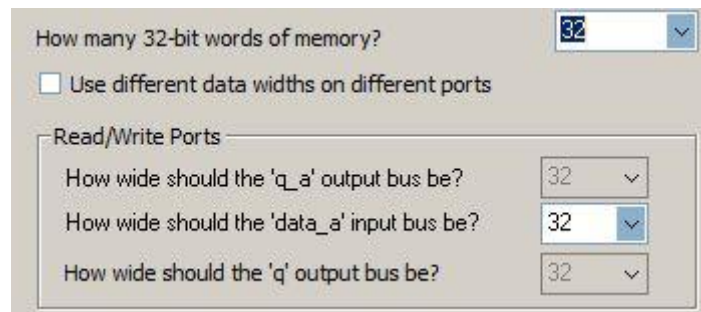 How many 32-bit words of memory? 32
Use different data widths on different ports
Read/Write Ports
How wide should the 'q_a' output bus be? 32
How wide should the 'data_a' input bus be? 32
How wide should the 'q' output bus be? 32